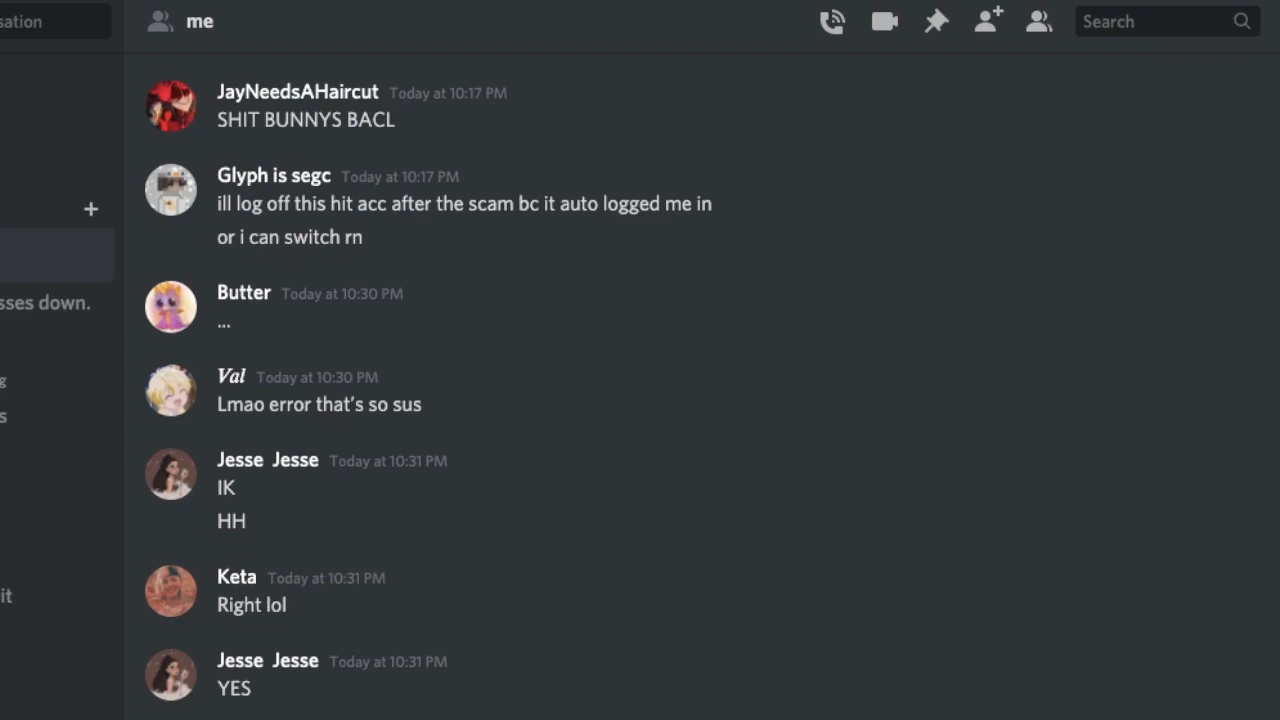 sation
me
Search
JayNeedsAHaircut Today at 10:17 PM
SHIT BUNNYS BACL
Glyph is segc Today at 10:17 PM
ill log off this hit acc after the scam bc it auto logged me in
or i can switch rn
Butter Today at 10:30 PM
...
sses down.
Val Today at 10:30 PM
Lmao error that's so sus
g
s
Jesse Jesse Today at 10:31 PM
IK
HH
Keta Today at 10:31 PM
Right lol
it
Jesse Jesse Today at 10:31 PM
YES